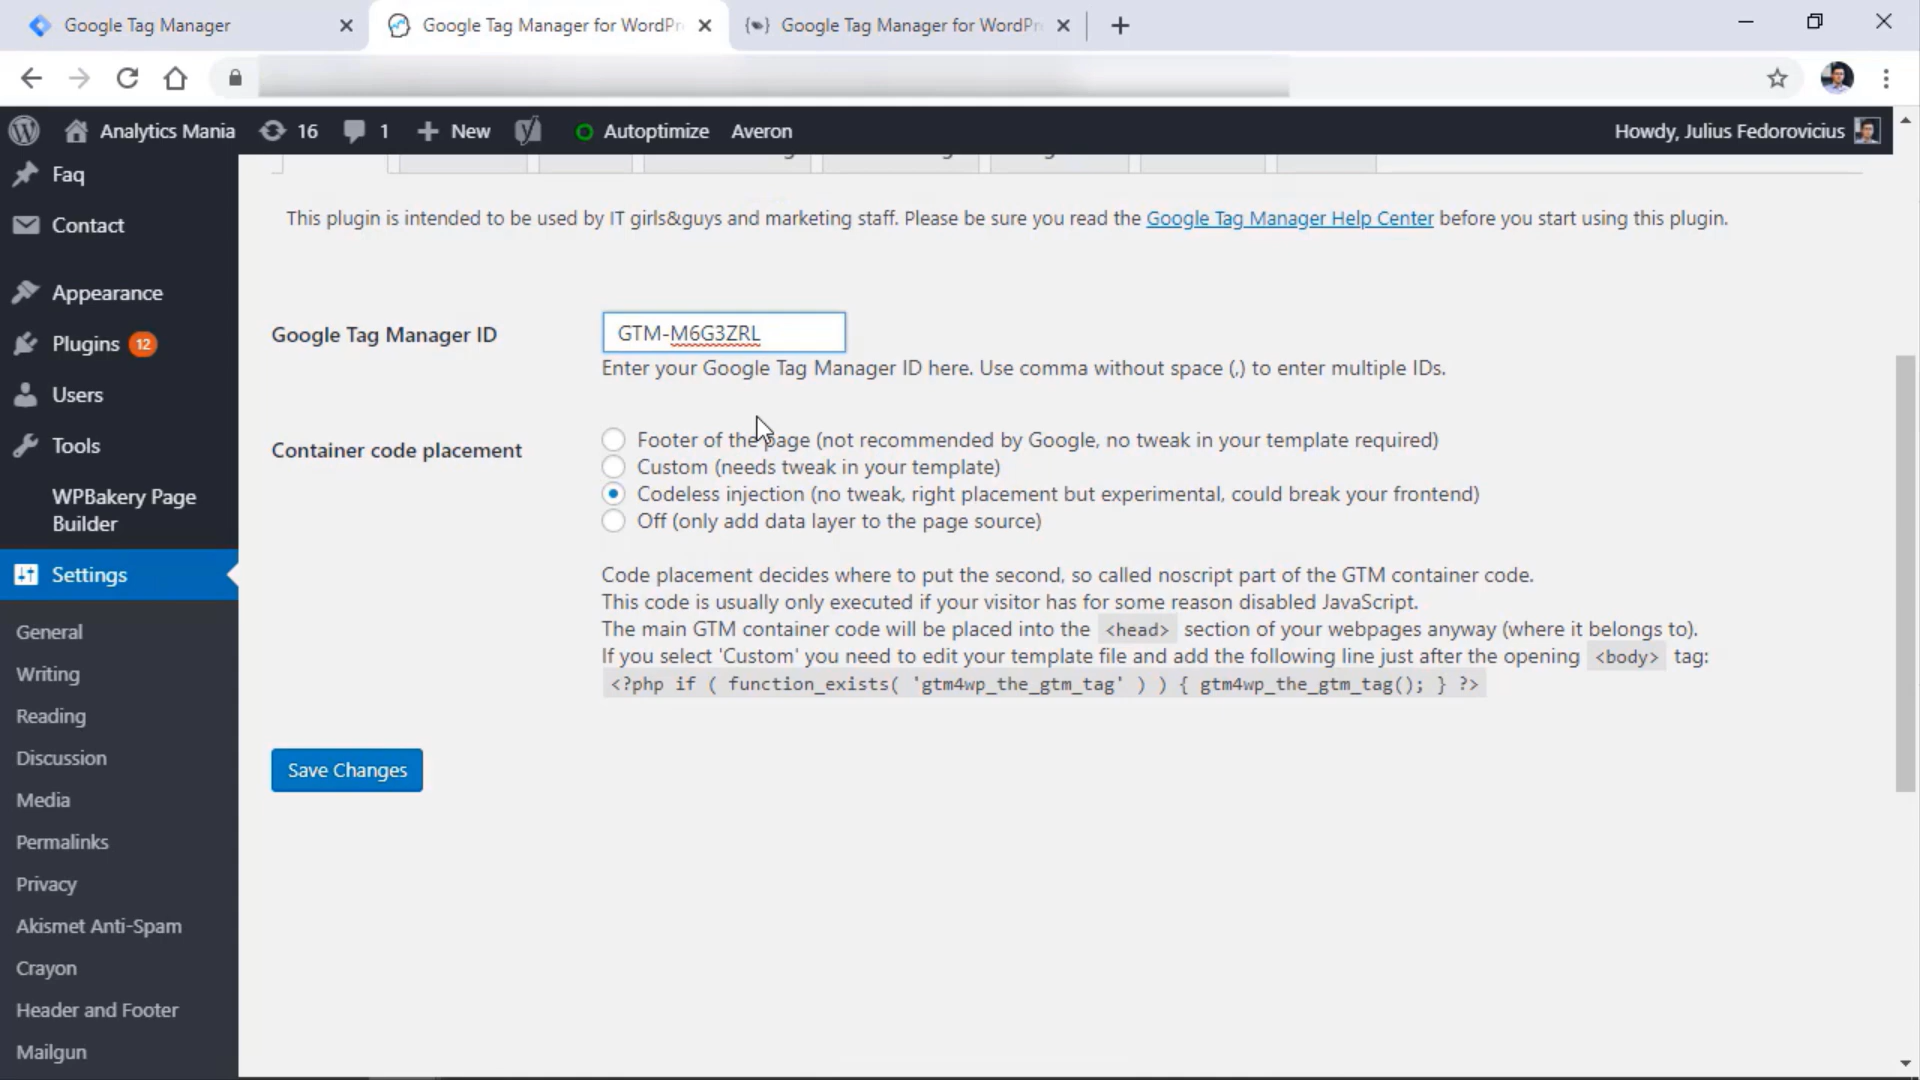 Google Tag Manager
Google Tag Manager for WordPr
Google Tag Manager for WordPr
Analytics Mania
16
1
New
Autoptimize
Averon
Howdy, Julius Fedorovicius
Faq
Contact
Appearance
Plugins 12
Users
Tools
WPBakery Page
Builder
Settings
General
Writing
Reading
Discussion
Media
Permalinks
Privacy
Akismet Anti-Spam
Crayon
Header and Footer
Mailgun
This plugin is intended to be used by IT girls&guys and marketing staff. Please be sure you read the Google Tag Manager Help Center before you start using this plugin.
Google Tag Manager ID
GTM-M6G3ZRL
Enter your Google Tag Manager ID here. Use comma without space (,) to enter multiple IDs.
Container code placement
Footer of the page (not recommended by Google, no tweak in your template required)
Custom (needs tweak in your template)
Codeless injection (no tweak, right placement but experimental, could break your frontend)
Off (only add data layer to the page source)
Code placement decides where to put the second, so called noscript part of the GTM container code.
This code is usually only executed if your visitor has for some reason disabled JavaScript.
The main GTM container code will be placed into the <head> section of your webpages anyway (where it belongs to).
If you select 'Custom' you need to edit your template file and add the following line just after the opening <body> tag:
<?php if ( function_exists( 'gtm4wp_the_gtm_tag' ) ) { gtm4wp_the_gtm_tag(); } ?>
Save Changes